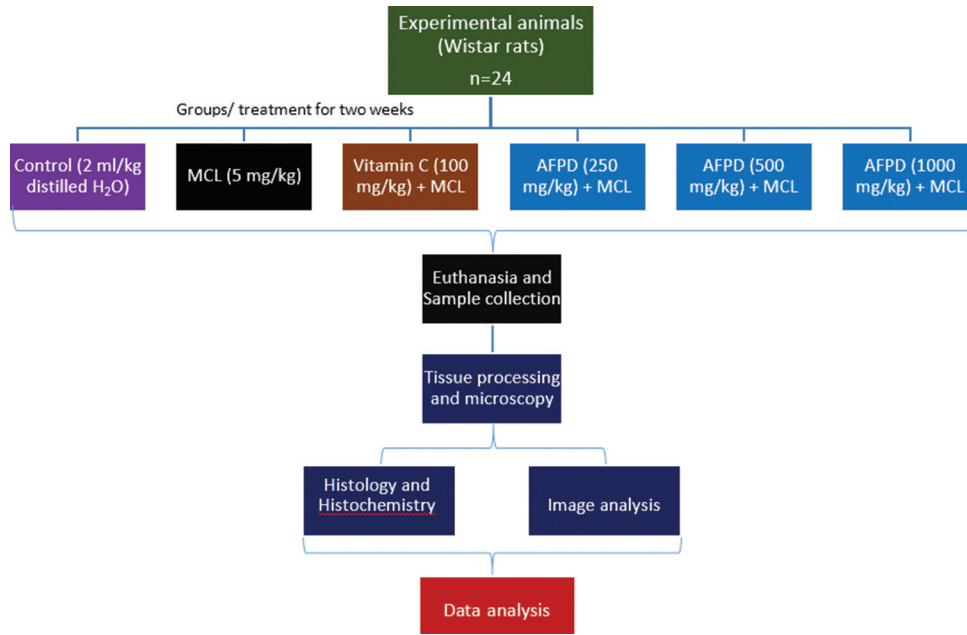 Experimental animals
(Wistar rats)
n=24
Groups/ treatment for two weeks
Control (2 ml/kg
distilled H₂O)
MCL (5 mg/kg)
Vitamin C (100
mg/kg) + MCL
AFPD (250
mg/kg) + MCL
AFPD (500
mg/kg) + MCL
AFPD (1000
mg/kg) + MCL
Euthanasia and
Sample collection
Tissue processing
and microscopy
Histology and
Histochemistry
Image analysis
Data analysis